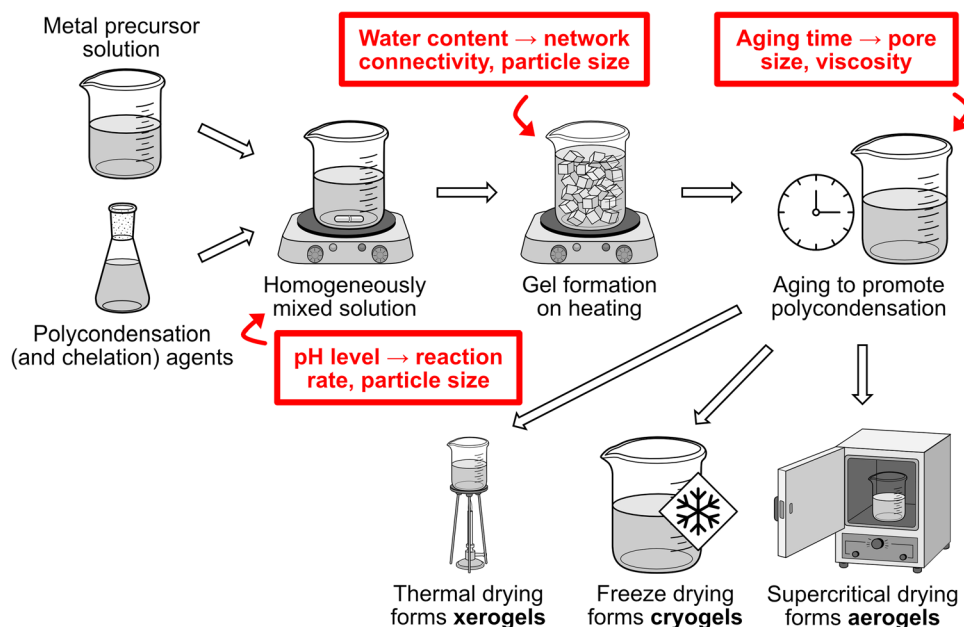 Metal precursor
solution
Water content → network
connectivity, particle size
Aging time → pore
size, viscosity
Polycondensation
(and chelation) agents
Homogeneously
mixed solution
Gel formation
on heating
Aging to promote
polycondensation
pH level → reaction
rate, particle size
Thermal drying
forms xerogels
Freeze drying
forms cryogels
Supercritical drying
forms aerogels